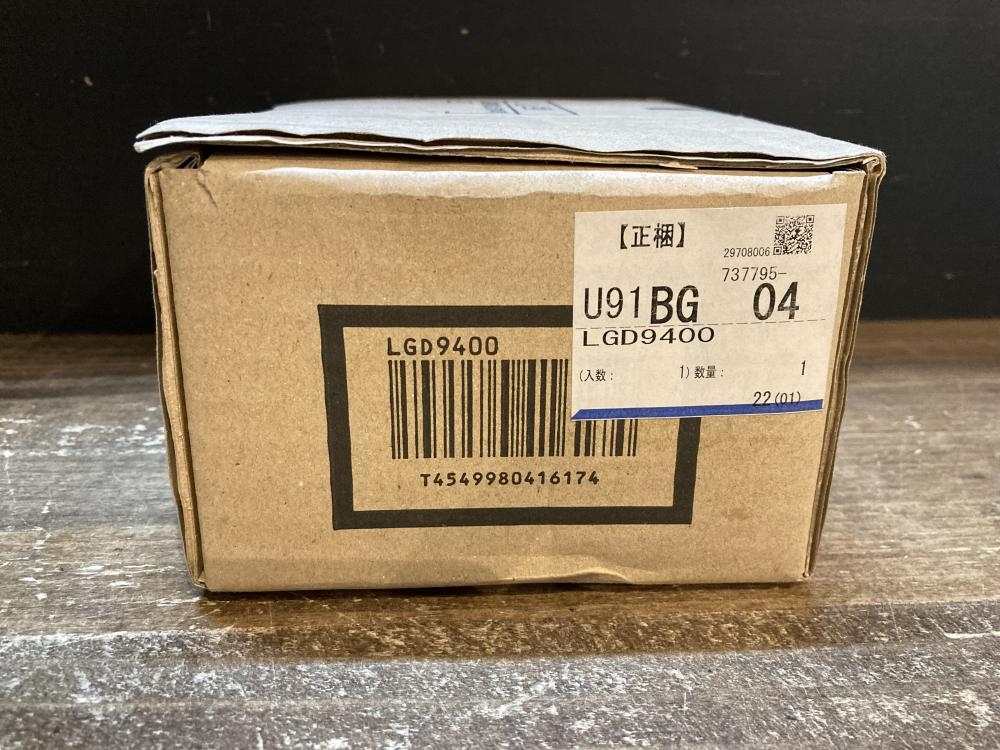 【正梱】
29708006
737795-
U91BG 04
LGD9400
(入数: 1) 数量: 1
22(01)
LGD9400
T4549980416174